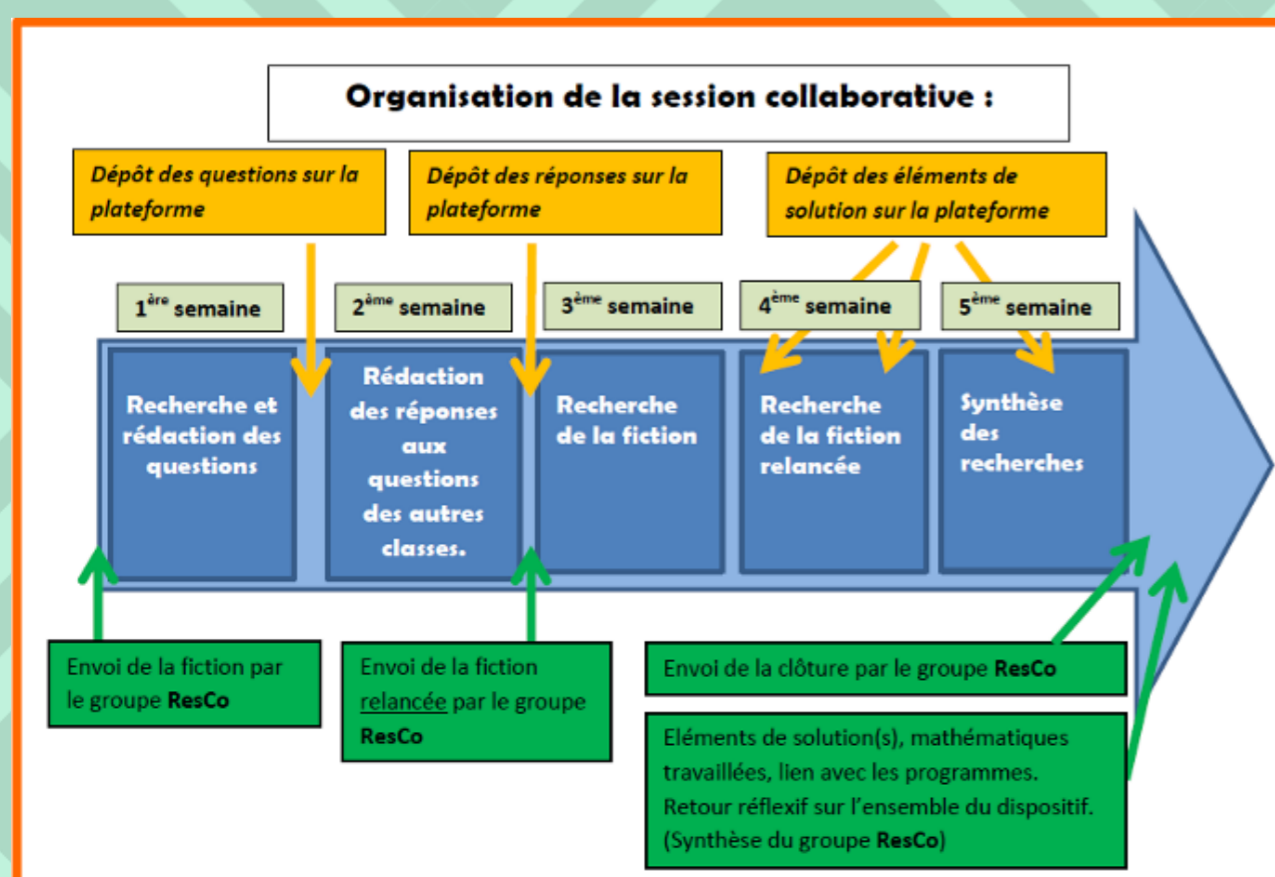 Organisation de la session collaborative :
Dépôt des questions sur la
plateforme
Dépôt des réponses sur la
plateforme
Dépôt des éléments de
solution sur la plateforme
1ère semaine
2ème semaine
3ème semaine
4ème semaine
5ème semaine
Recherche et
rédaction des
questions
Rédaction
des réponses
aux
questions
des autres
classes.
Recherche
de la fiction
Recherche
de la fiction
relancée
Synthèse
des
recherches
Envoi de la fiction par
le groupe ResCo
Envoi de la fiction
relancée par le groupe
ResCo
Envoi de la clôture par le groupe ResCo
Eléments de solution(s), mathématiques
travaillées, lien avec les programmes.
Retour réflexif sur l'ensemble du dispositif.
(Synthèse du groupe ResCo)